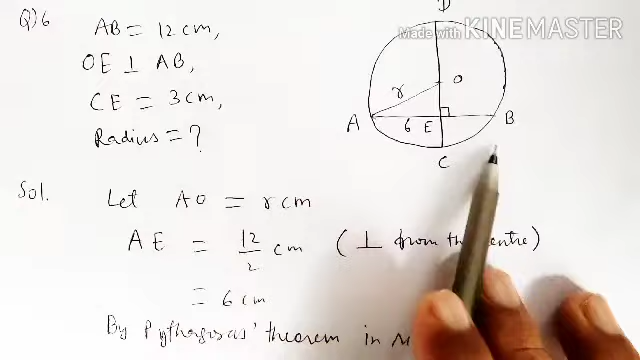 Q)6
AB = 12 cm,
OE ⊥ AB,
CE = 3 cm,
Radius = ?
D
Made with KINEMASTER
O
r
A
6
E
B
C
Sol.
Let AO = r cm
AE = 12/2 cm (⊥ from the centre)
= 6 cm
By Pythagoras' theorem in